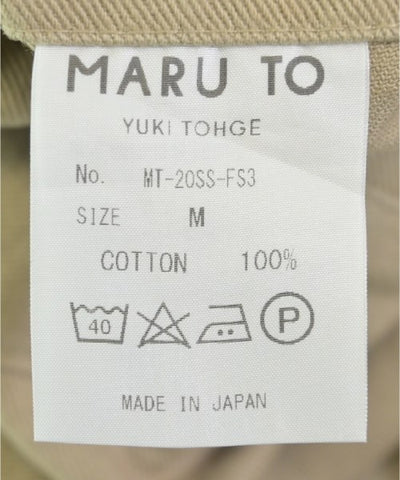 MARU TO
YUKI TOHGE
No. MT-20SS-FS3
SIZE M
COTTON 100%
40 P
MADE IN JAPAN